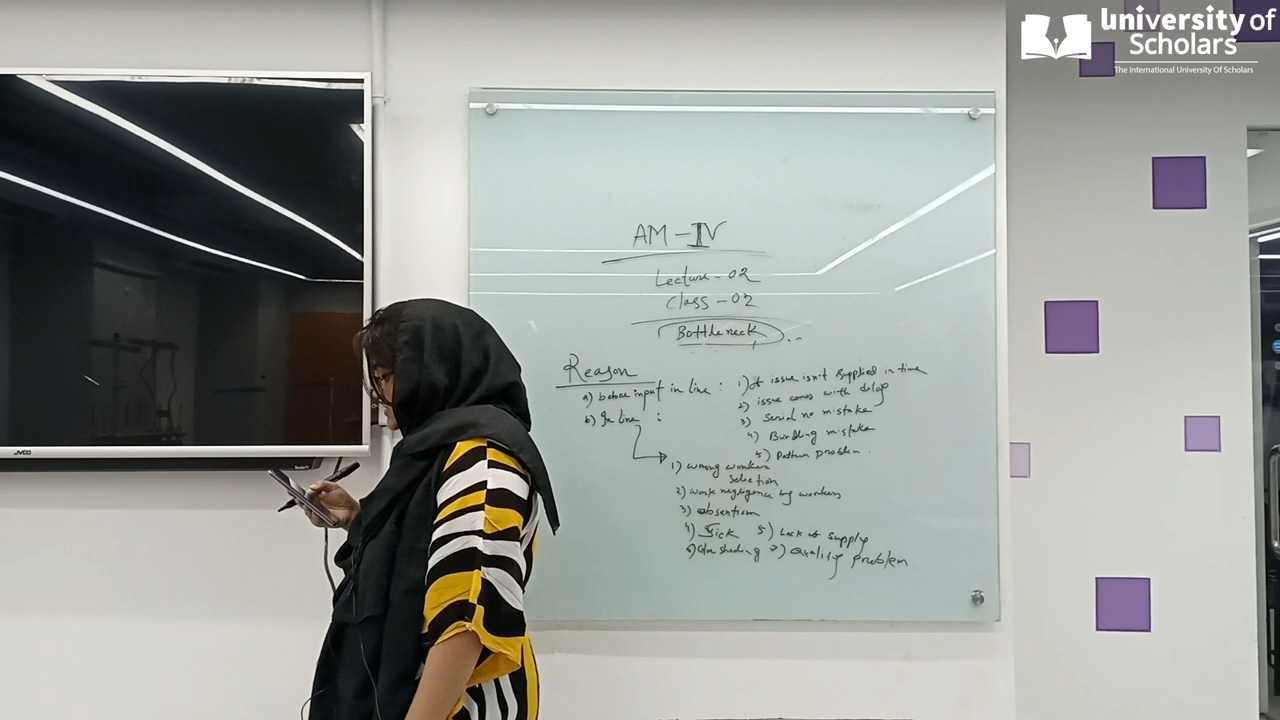 University of
Scholars
The International University Of Scholars
AM-IV
Lecture-02
Class-02
Bottleneck
Reason
a) before input in line : 1) If issue isn't supplied in time
2) issue comes with delay
3) Serial no mistake
4) Bundling mistake
5) Pattern problem.
b) In line :
1) wrong workers
selection
2) work negligence by workers
3) absentism
4) Sick 5) Lack of supply
6) shading 7) Quality problem
JVCO